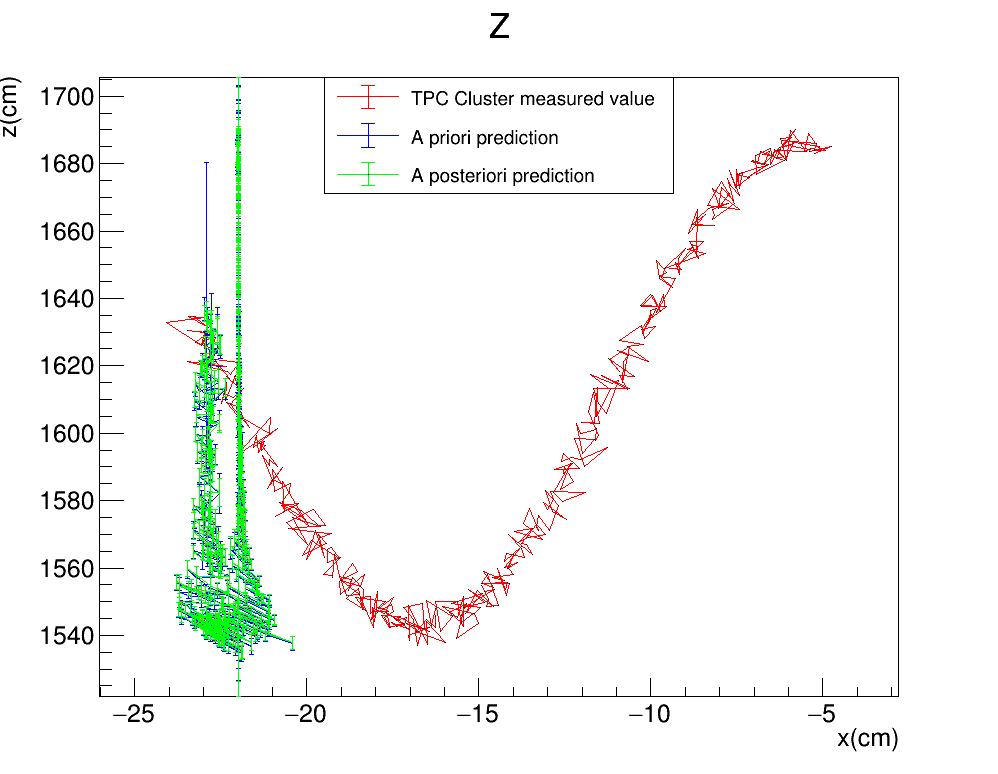 Z
z(cm)
TPC Cluster measured value
A priori prediction
A posteriori prediction
1700
1680
1660
1640
1620
1600
1580
1560
1540
−25
−20
−15
−10
−5
x(cm)